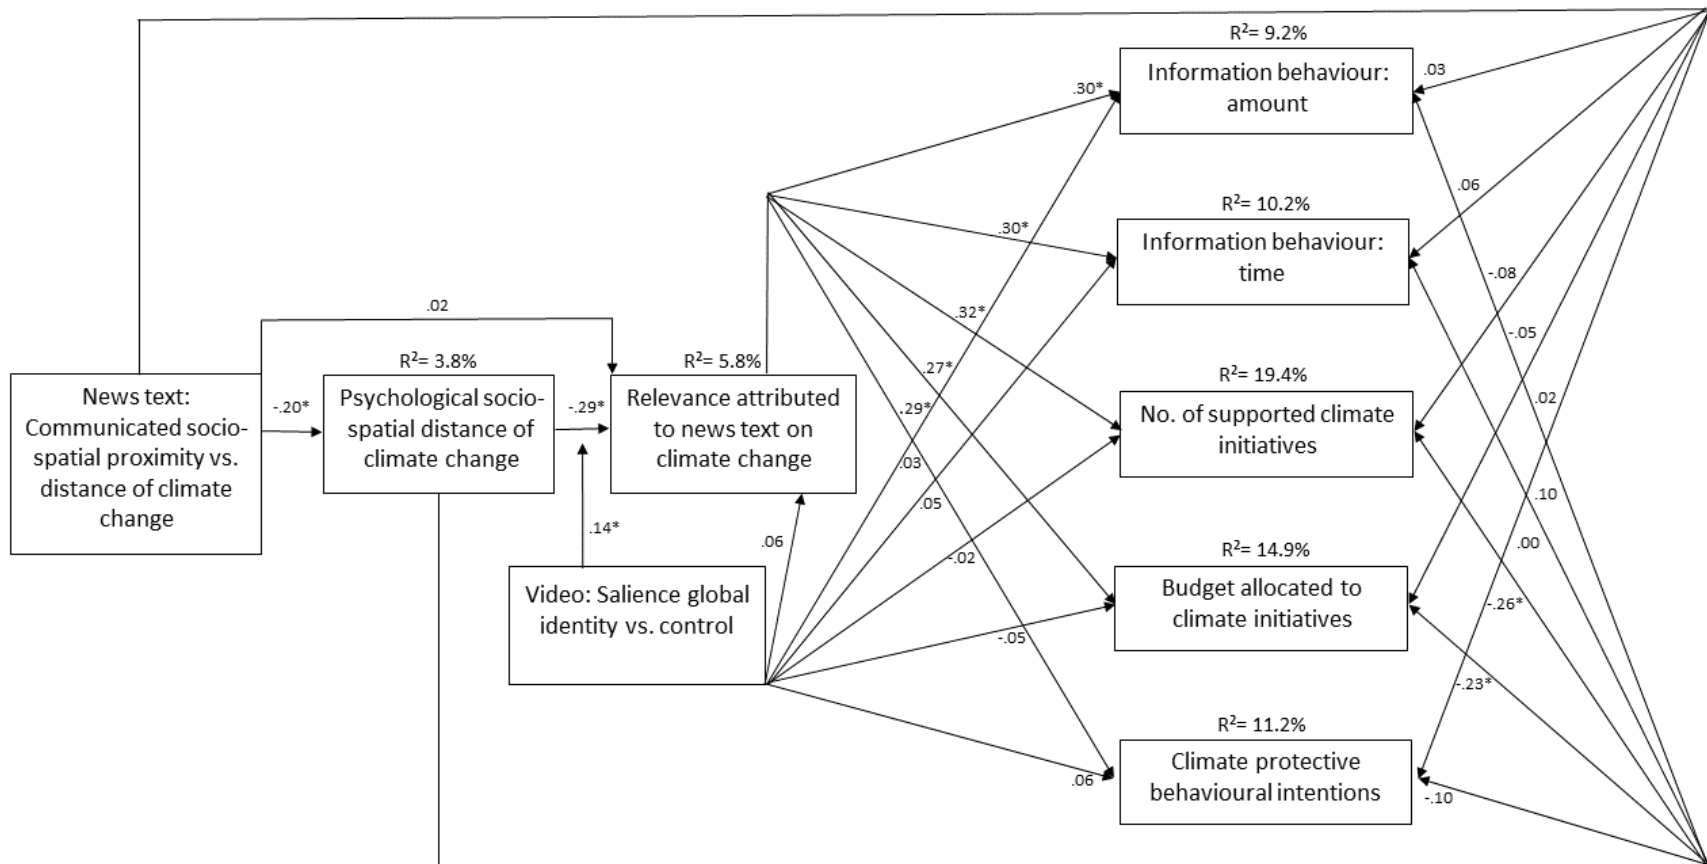 R²= 9.2%
Information behaviour:
amount
.03
.30*
.06
R²= 10.2%
Information behaviour:
time
.30*
-.08
.02
.32*
-.05
R²= 3.8%
R²= 5.8%
.27*
R²= 19.4%
News text:
Communicated socio-
spatial proximity vs.
distance of climate
change
-.20*
Psychological socio-
spatial distance of
climate change
-.29*
Relevance attributed
to news text on
climate change
.29*
No. of supported climate
initiatives
.02
.03
.05
.10
.14*
.06
-.02
.00
R²= 14.9%
Video: Salience global
identity vs. control
Budget allocated to
climate initiatives
-.26*
-.05
-.23*
R²= 11.2%
Climate protective
behavioural intentions
.06
-.10